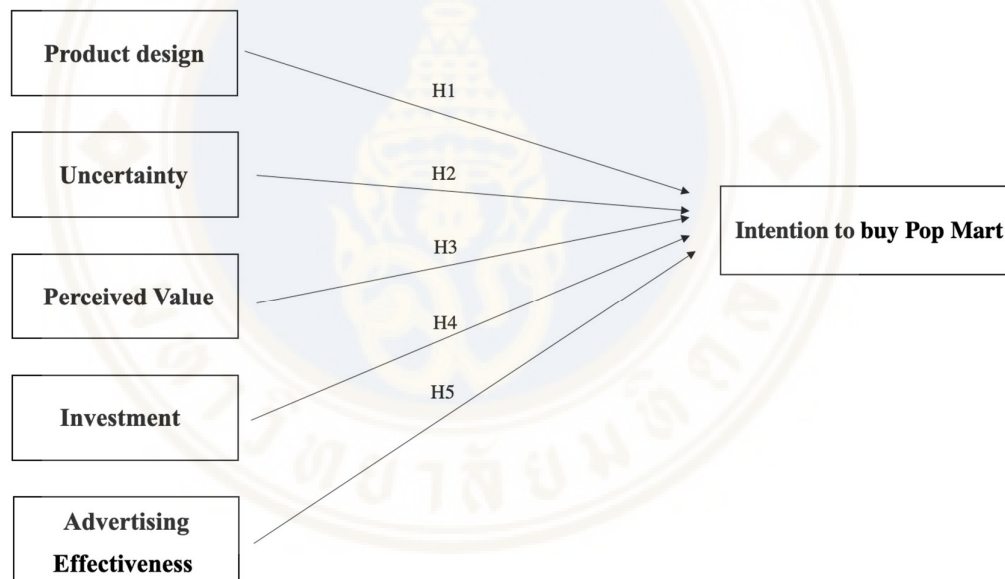 Product design
H1
Uncertainty
H2
Intention to buy Pop Mart
H3
Perceived Value
H4
Investment
H5
Advertising
Effectiveness